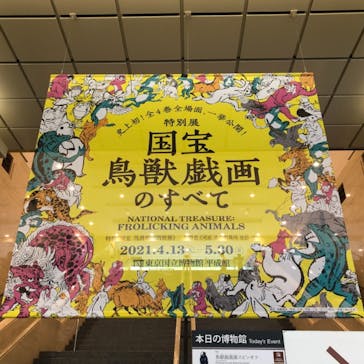 史上初!全4巻全場面、一挙公開!
特別展
国宝
鳥獣戯画
のすべて
NATIONAL TREASURE:
FROLICKING ANIMALS
2021.4.13
5.30
東京国立博物館 平成館
本日の博物館 Today's Event